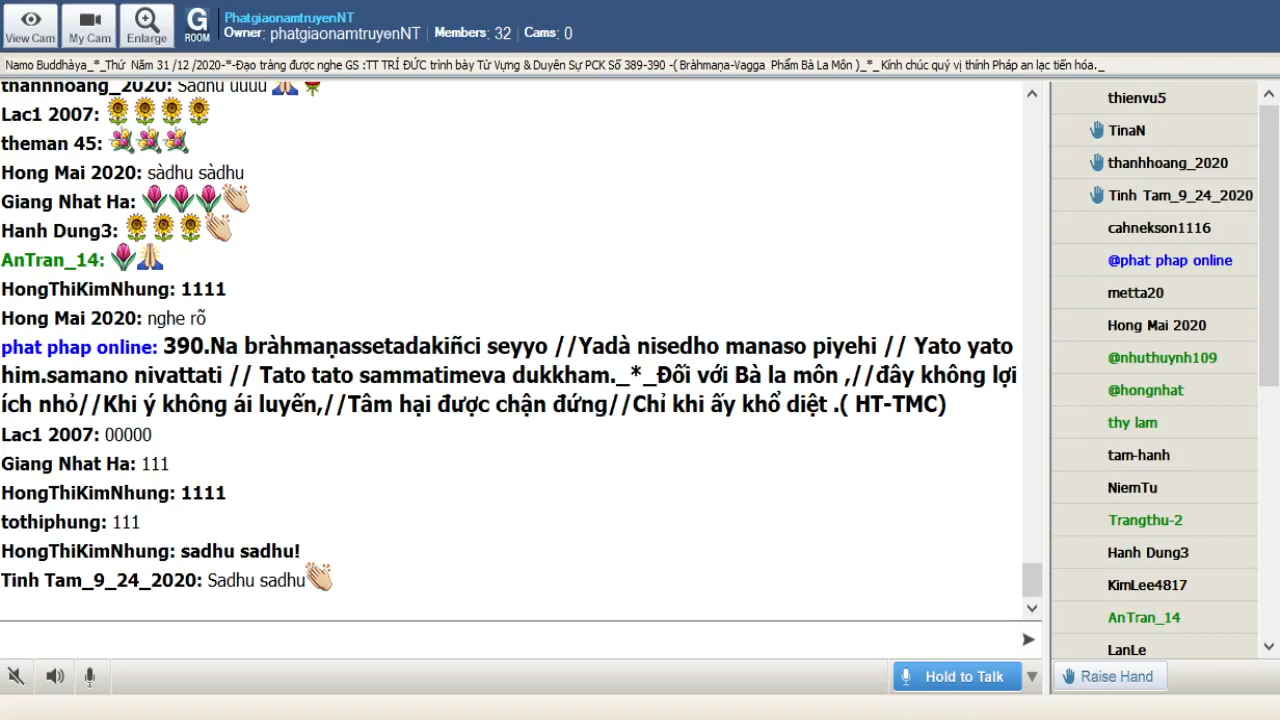 View Cam
My Cam
Enlarge
G
ROOM
PhatgiaonamtruyenNT
Owner: phatgiaonamtruyenNT | Members: 32 | Cams: 0
Namo Buddhàya_*_Thứ Năm 31 /12 /2020-*-Đạo tràng được nghe GS :TT TRÍ ĐỨC trình bày Từ Vựng & Duyên Sự PCK Số 389-390 -( Bràhmaṇa-Vagga Phẩm Bà La Môn )_*_ Kính chúc quý vị thính Pháp an lạc tiến hóa._
thanhhoang_2020: Sadhu uuuu
Lac1 2007:
theman 45:
Hong Mai 2020: sàdhu sàdhu
Giang Nhat Ha:
Hanh Dung3:
AnTran_14:
HongThiKimNhung: 1111
Hong Mai 2020: nghe rõ
phat phap online: 390.Na bràhmaṇassetadakiñci seyyo //Yadà nisedho manaso piyehi // Yato yato
him.samano nivattati // Tato tato sammatimeva dukkham._*_Đối với Bà la môn ,//đây không lợi
ích nhỏ//Khi ý không ái luyến,//Tâm hại được chận đứng//Chỉ khi ấy khổ diệt .( HT-TMC)
Lac1 2007: 00000
Giang Nhat Ha: 111
HongThiKimNhung: 1111
tothiphung: 111
HongThiKimNhung: sadhu sadhu!
Tinh Tam_9_24_2020: Sadhu sadhu
Hold to Talk
thienvu5
TinaN
thanhhoang_2020
Tinh Tam_9_24_2020
cahnekson1116
@phat phap online
metta20
Hong Mai 2020
@nhuthuynh109
@hongnhat
thy lam
tam-hanh
NiemTu
Trangthu-2
Hanh Dung3
KimLee4817
AnTran_14
LanLe
Raise Hand